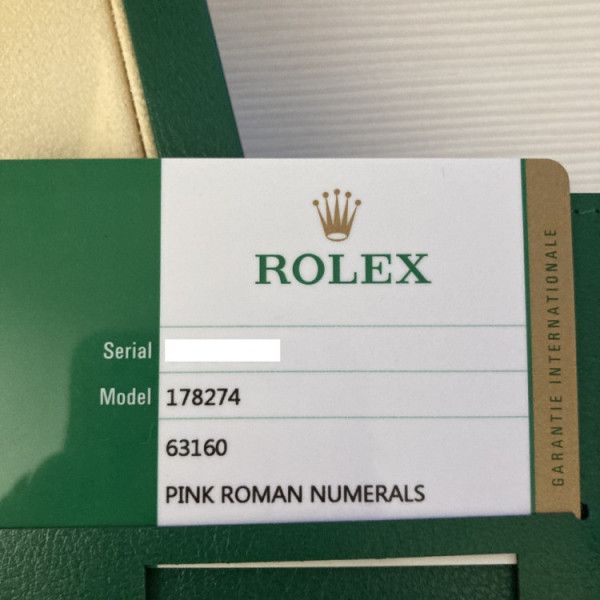 ROLEX
Serial
Model 178274
63160
PINK ROMAN NUMERALS
GARANTIE INTERNATIONALE